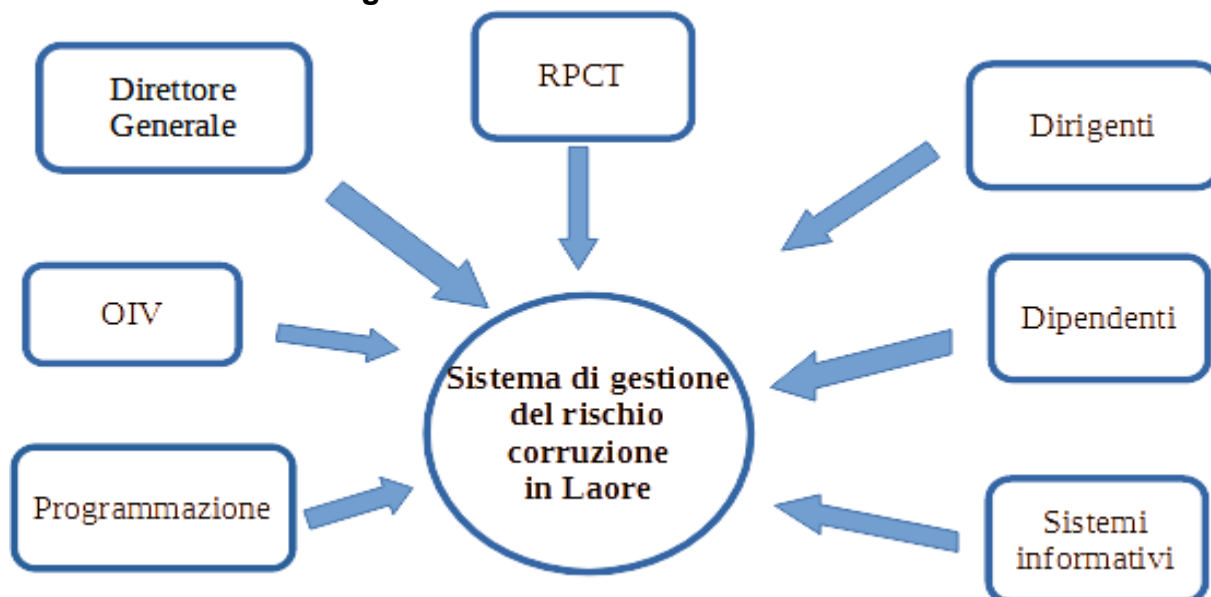 RPCT
Direttore
Generale
Dirigenti
OIV
Dipendenti
Sistema di gestione
del rischio
corruzione
in Laore
Programmazione
Sistemi
informativi